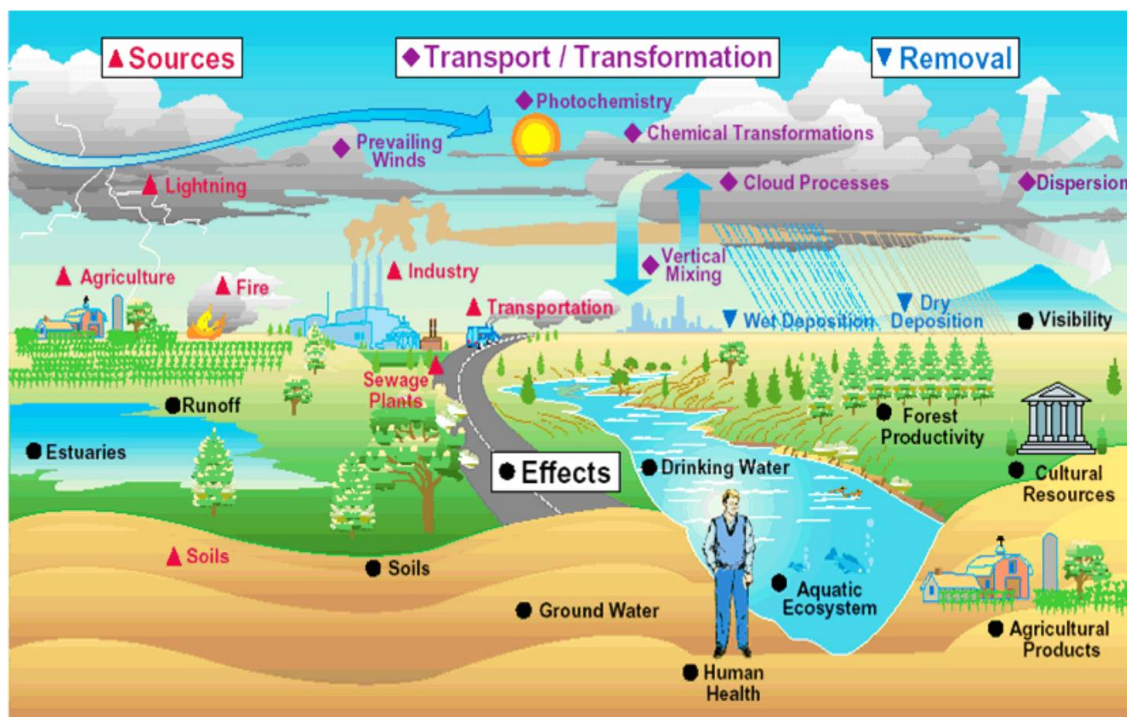 Sources
Transport / Transformation
Removal
Photochemistry
Prevailing
Winds
Chemical Transformations
Lightning
Cloud Processes
Dispersion
Agriculture
Fire
Industry
Vertical
Mixing
Transportation
Wet Deposition
Dry
Deposition
Visibility
Sewage
Plants
Runoff
Forest
Productivity
Estuaries
Effects
Drinking Water
Cultural
Resources
Soils
Soils
Aquatic
Ecosystem
Ground Water
Agricultural
Products
Human
Health